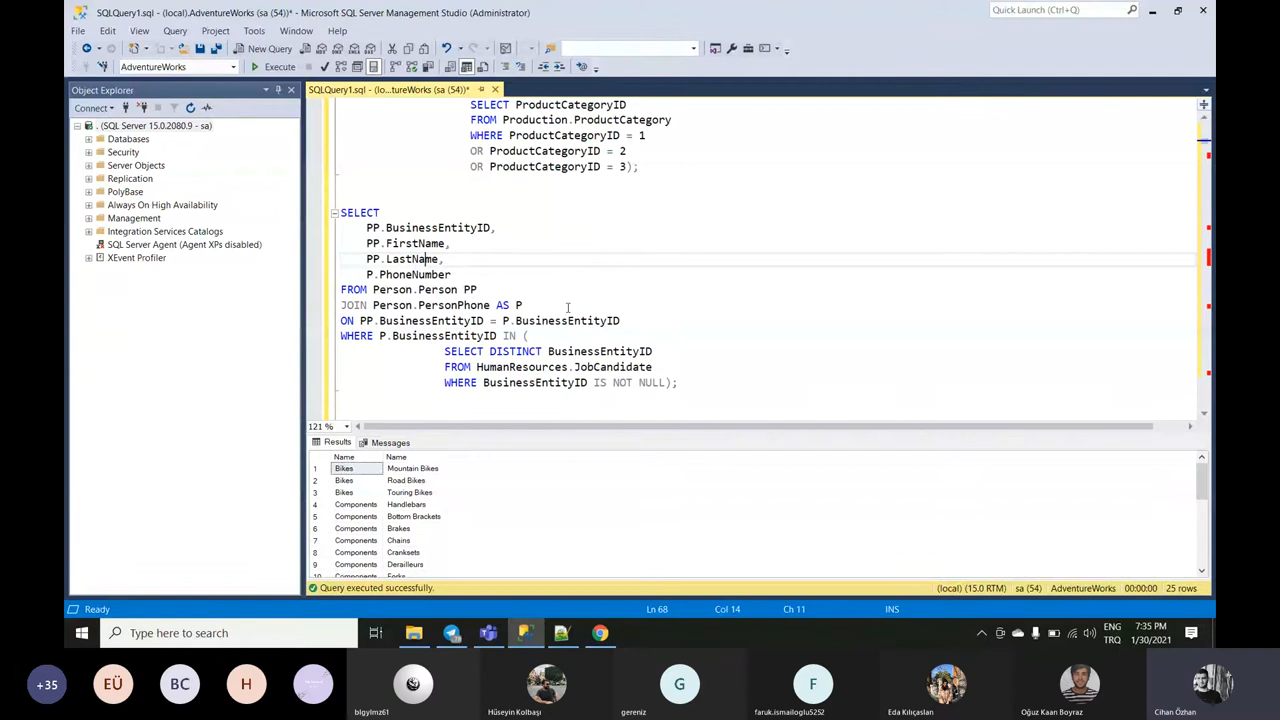 SQLQuery1.sql - (local).AdventureWorks (sa (54))* - Microsoft SQL Server Management Studio (Administrator)
Quick Launch (Ctrl+Q)
File Edit View Query Project Tools Window Help
New Query
AdventureWorks
Execute
Object Explorer
SQLQuery1.sql - (lo...tureWorks (sa (54))*
Connect
. (SQL Server 15.0.2080.9 - sa)
Databases
Security
Server Objects
Replication
PolyBase
Always On High Availability
Management
Integration Services Catalogs
SQL Server Agent (Agent XPs disabled)
XEvent Profiler
SELECT ProductCategoryID
FROM Production.ProductCategory
WHERE ProductCategoryID = 1
OR ProductCategoryID = 2
OR ProductCategoryID = 3);
SELECT
PP.BusinessEntityID,
PP.FirstName,
PP.LastName,
P.PhoneNumber
FROM Person.Person PP
JOIN Person.PersonPhone AS P
ON PP.BusinessEntityID = P.BusinessEntityID
WHERE P.BusinessEntityID IN (
SELECT DISTINCT BusinessEntityID
FROM HumanResources.JobCandidate
WHERE BusinessEntityID IS NOT NULL);
121 %
Results Messages
Name Name
1 Bikes Mountain Bikes
2 Bikes Road Bikes
3 Bikes Touring Bikes
4 Components Handlebars
5 Components Bottom Brackets
6 Components Brakes
7 Components Chains
8 Components Cranksets
9 Components Derailleurs
10 Components Forks
Query executed successfully.
(local) (15.0 RTM) sa (54) AdventureWorks 00:00:00 25 rows
Ready
Ln 68 Col 14 Ch 11 INS
Type here to search
ENG
TRQ
7:35 PM
1/30/2021
+35 EÜ BC H G F
blgylmz61 Hüseyin Kolbaşı gereniz faruk.ismailoglu5252 Eda Kılıçaslan Oğuz Kaan Boyraz Cihan Özhan